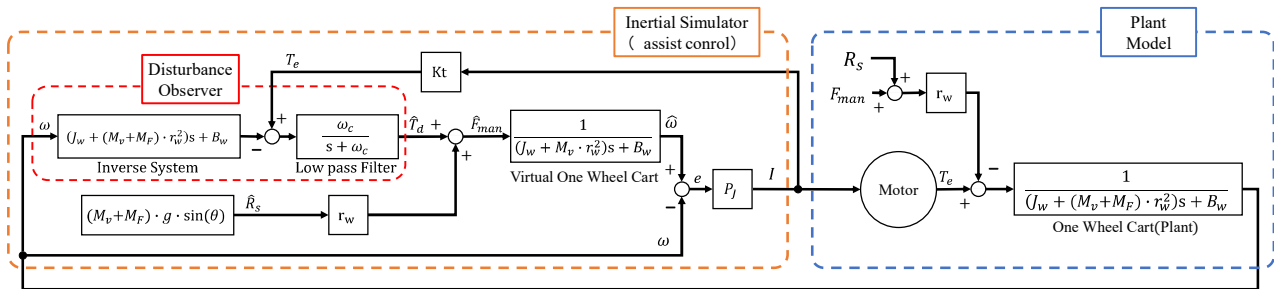 Inertial Simulator
( assist conrol)
Plant
Model
Disturbance
Observer
T_e
Kt
R_s
+
F_man
+
r_w
ω
(J_w + (M_v+M_F) · r_w^2)s + B_w
Inverse System
+
−
ω_c
s + ω_c
Low pass Filter
T̂_d
+
+
F̂_man
1
(J_w + M_v · r_w^2)s + B_w
Virtual One Wheel Cart
ω̂
+
−
e
P_J
I
Motor
T_e
+
−
1
(J_w + (M_v+M_F) · r_w^2)s + B_w
One Wheel Cart(Plant)
(M_v+M_F) · g · sin(θ)
R̂_s
r_w
ω